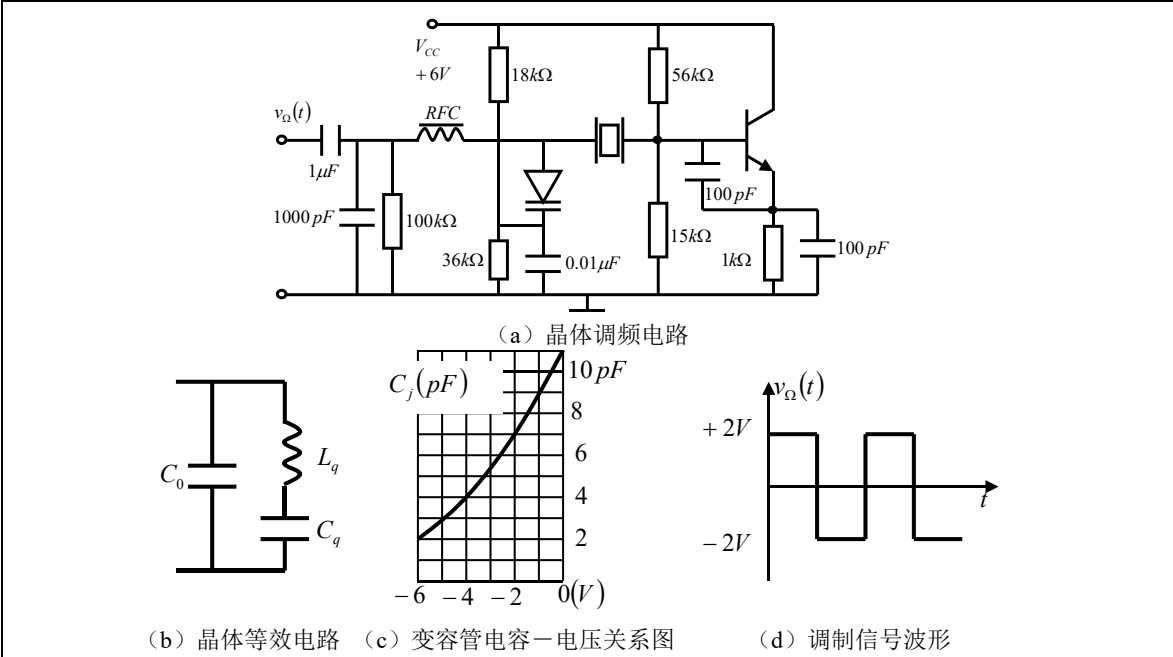 V_{CC}
+6V
18kΩ
56kΩ
v_Ω(t)
RFC
1μF
100pF
1000pF
100kΩ
15kΩ
36kΩ
0.01μF
1kΩ
100pF
（a）晶体调频电路
C_j(pF)
10pF
8
6
4
2
-6
-4
-2
0(V)
C_0
L_q
C_q
v_Ω(t)
+2V
t
-2V
（b）晶体等效电路
（c）变容管电容－电压关系图
（d）调制信号波形